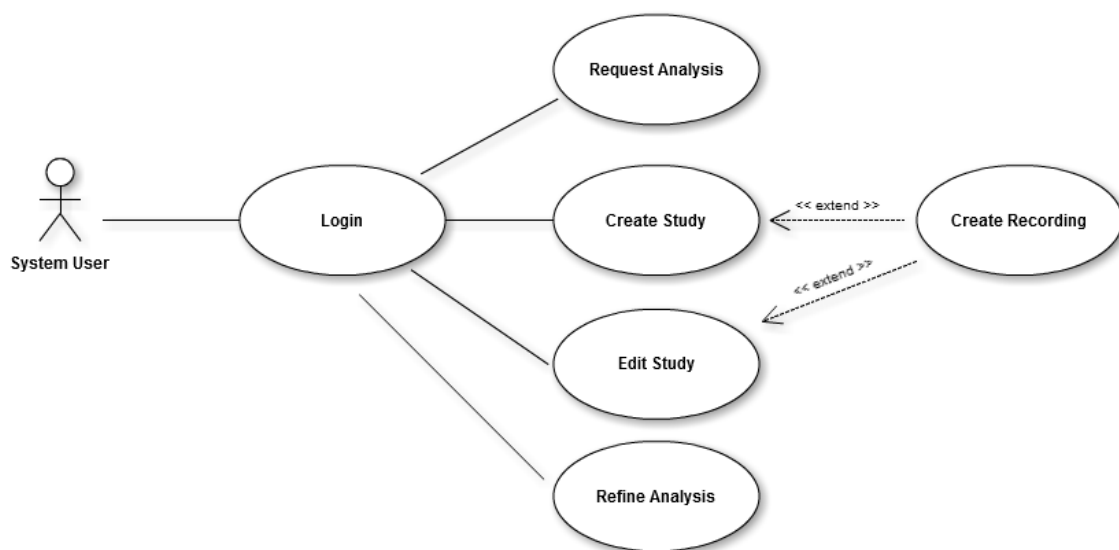 Request Analysis
Login
Create Study
<< extend >>
Create Recording
System User
<< extend >>
Edit Study
Refine Analysis